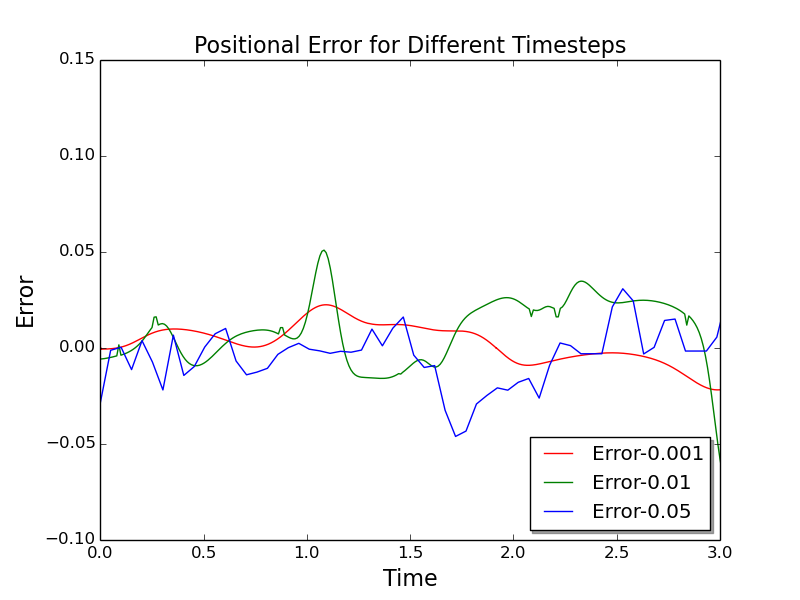 Positional Error for Different Timesteps
0.15
0.10
0.05
0.00
−0.05
−0.10
Error
0.0 0.5 1.0 1.5 2.0 2.5 3.0
Time
Error-0.001
Error-0.01
Error-0.05